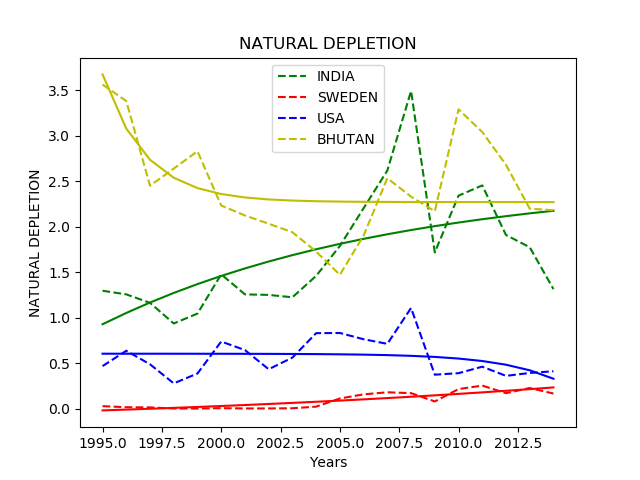 NATURAL DEPLETION
INDIA
SWEDEN
USA
BHUTAN
NATURAL DEPLETION
3.5
3.0
2.5
2.0
1.5
1.0
0.5
0.0
1995.0 1997.5 2000.0 2002.5 2005.0 2007.5 2010.0 2012.5
Years